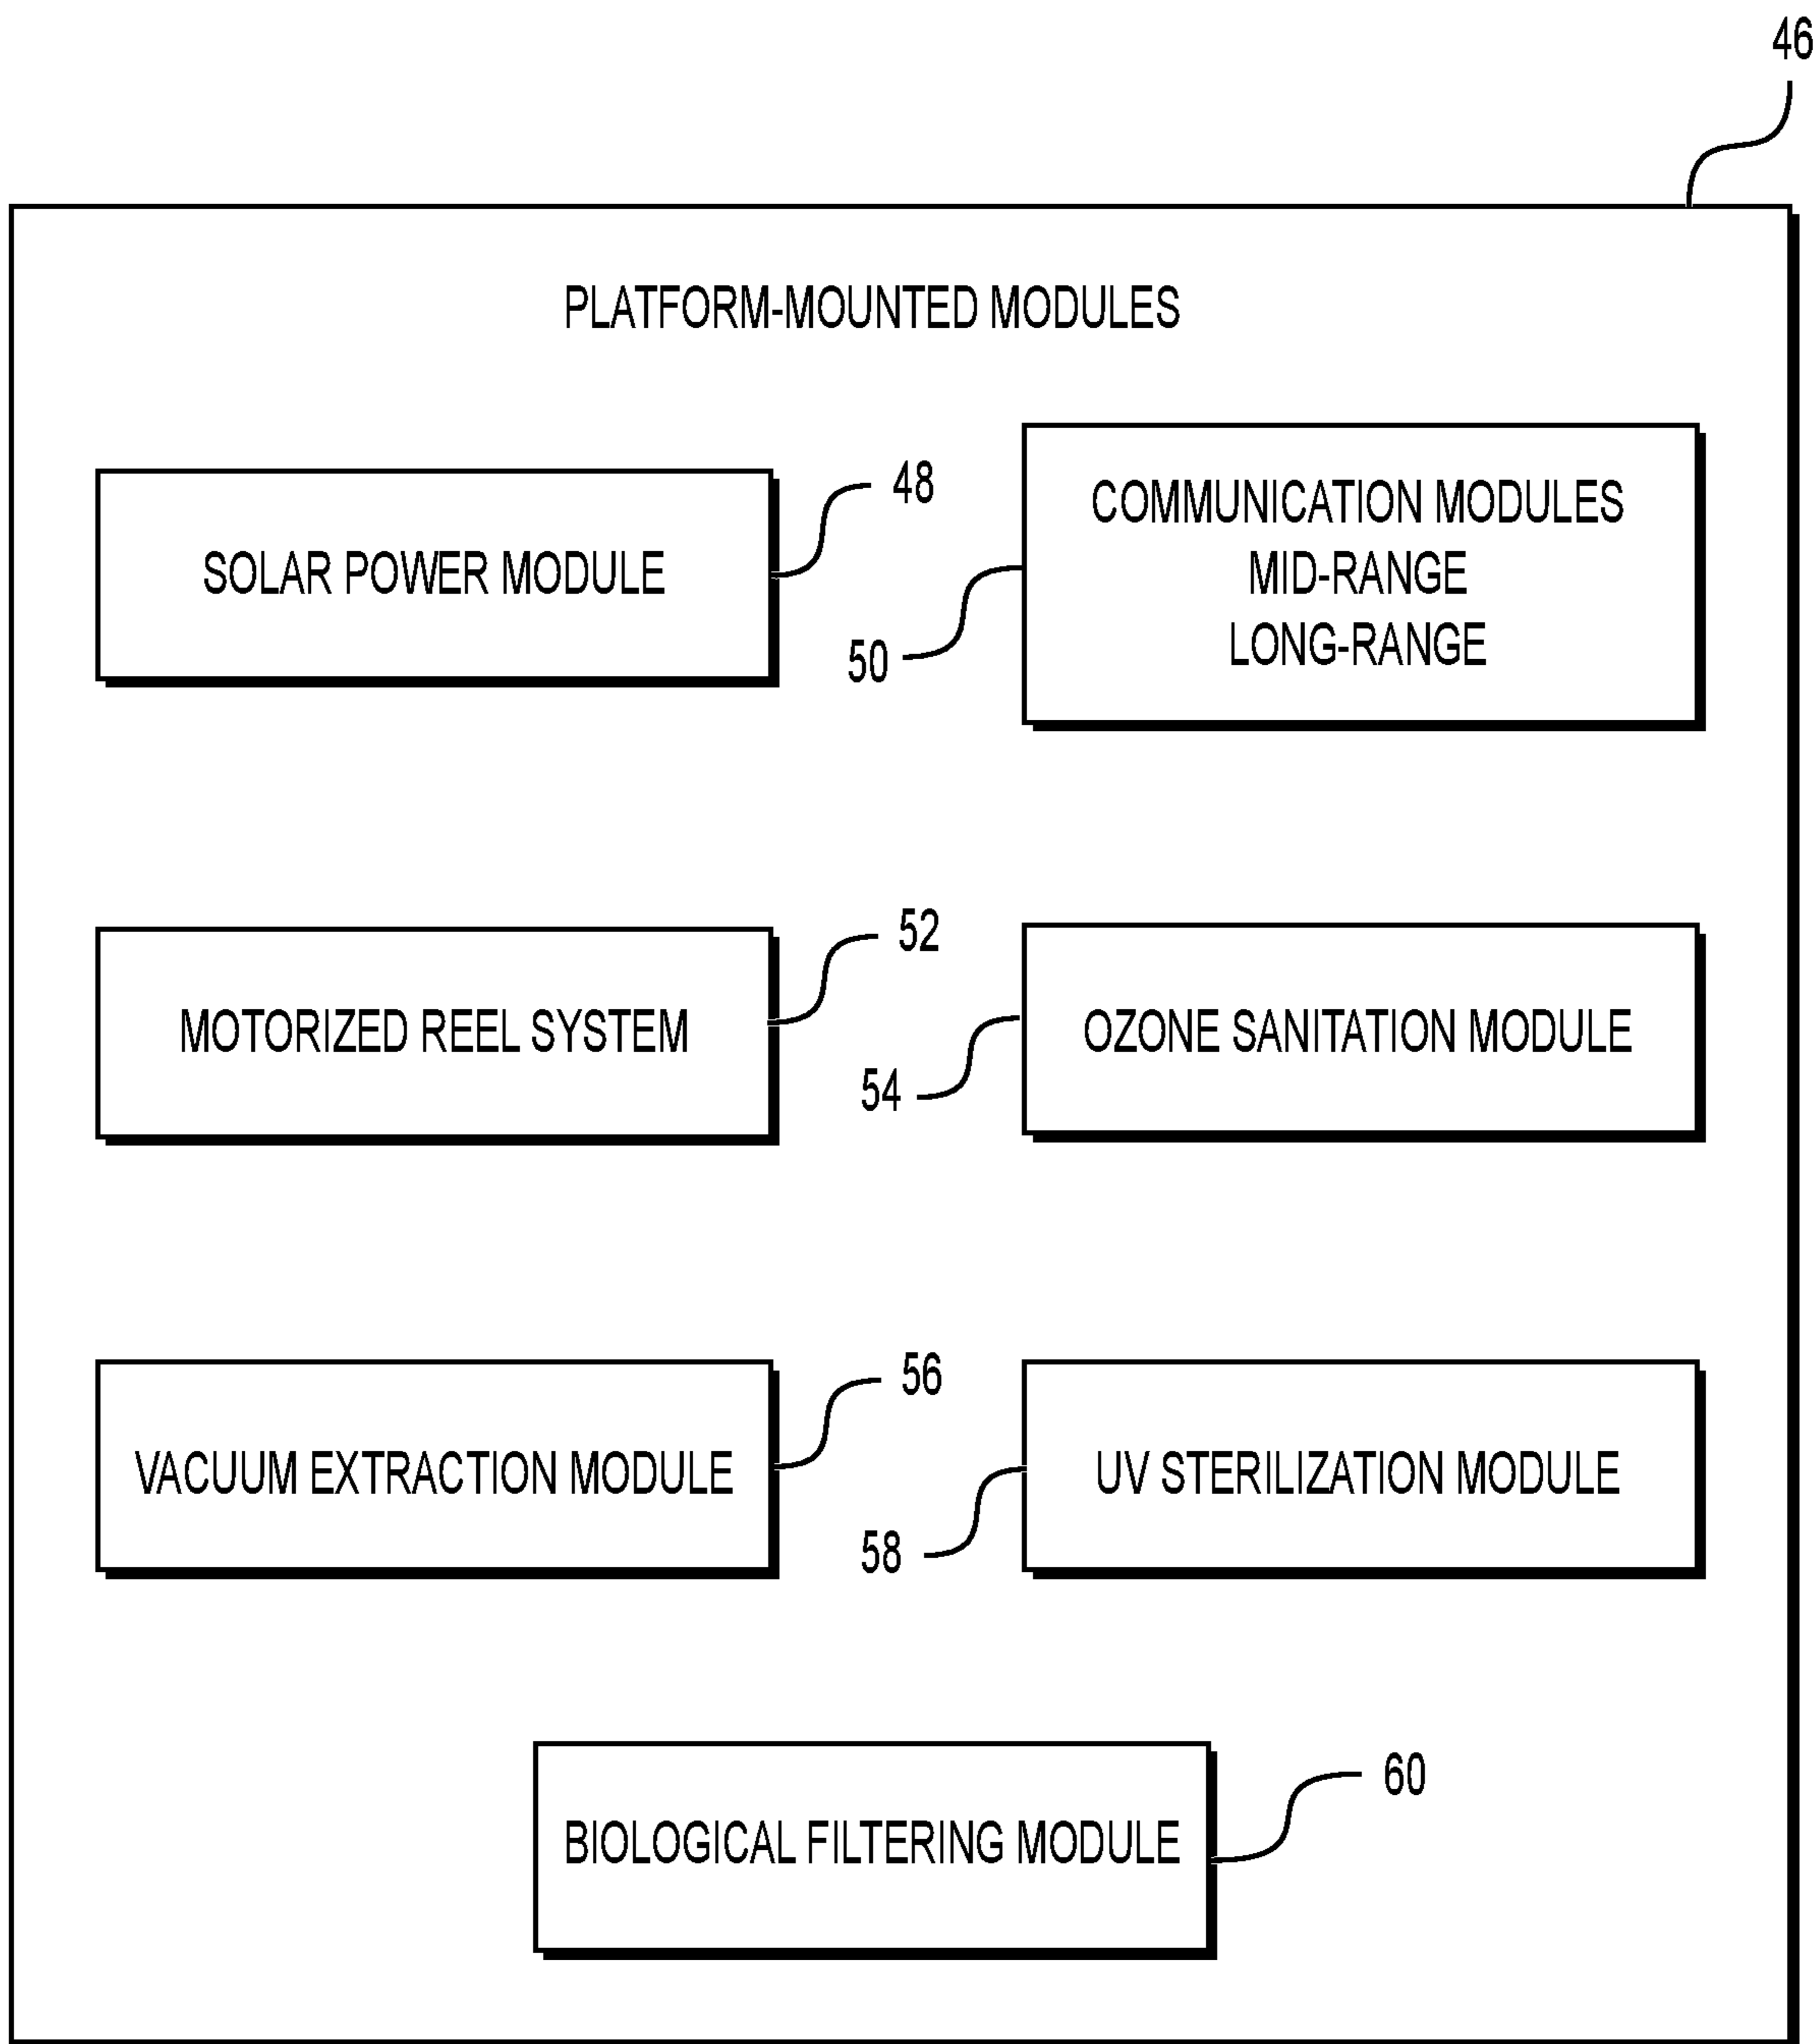 46
PLATFORM-MOUNTED MODULES
SOLAR POWER MODULE
48
50
COMMUNICATION MODULES
MID-RANGE
LONG-RANGE
MOTORIZED REEL SYSTEM
52
54
OZONE SANITATION MODULE
VACUUM EXTRACTION MODULE
56
58
UV STERILIZATION MODULE
BIOLOGICAL FILTERING MODULE
60